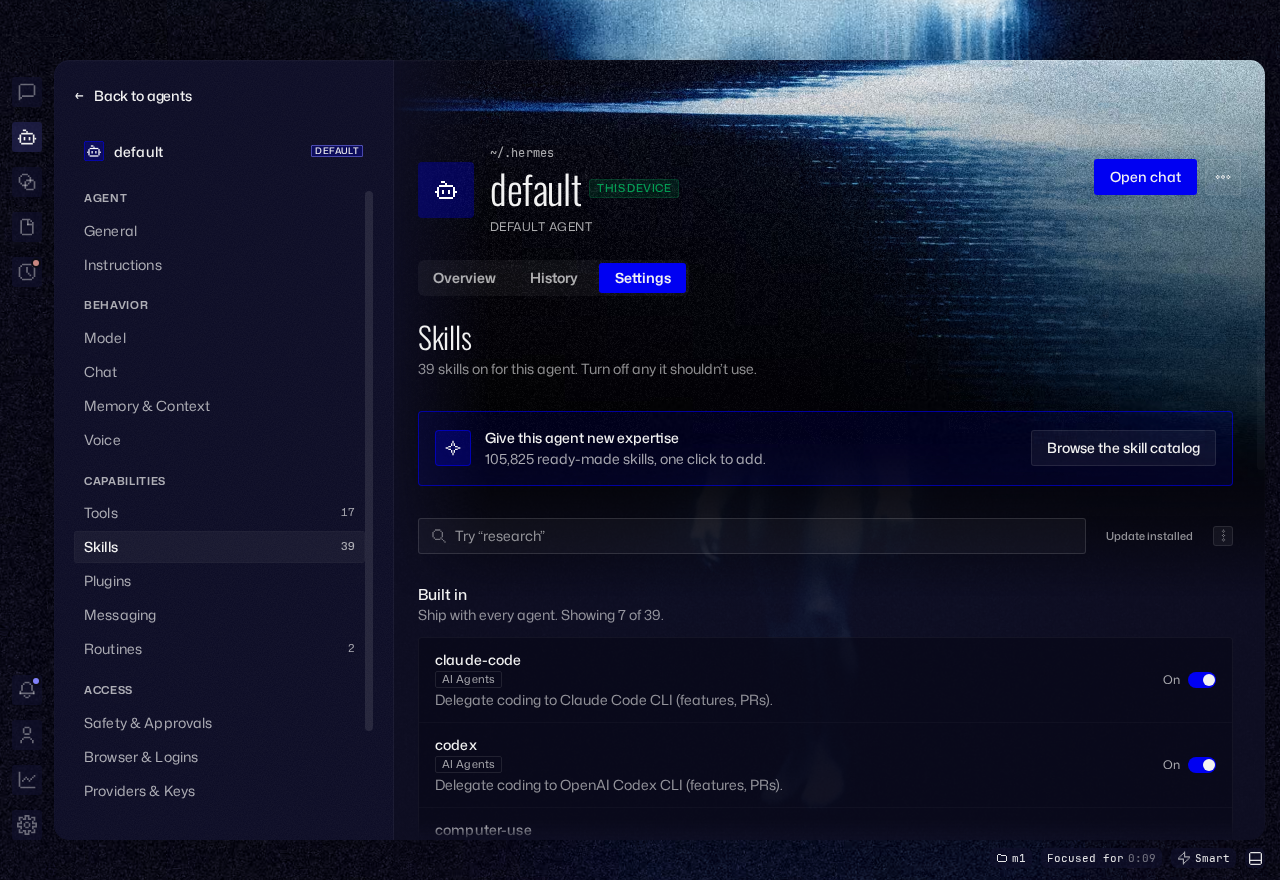 Back to agents
default
DEFAULT
AGENT
General
Instructions
BEHAVIOR
Model
Chat
Memory & Context
Voice
CAPABILITIES
Tools 17
Skills 39
Plugins
Messaging
Routines 2
ACCESS
Safety & Approvals
Browser & Logins
Providers & Keys
~/.hermes
default THIS DEVICE
DEFAULT AGENT
Open chat
Overview History Settings
Skills
39 skills on for this agent. Turn off any it shouldn't use.
Give this agent new expertise
105,825 ready-made skills, one click to add.
Browse the skill catalog
Try “research”
Update installed
Built in
Ship with every agent. Showing 7 of 39.
claude-code
AI Agents
Delegate coding to Claude Code CLI (features, PRs).
On
codex
AI Agents
Delegate coding to OpenAI Codex CLI (features, PRs).
On
computer-use
m1 Focused for 0:09 Smart